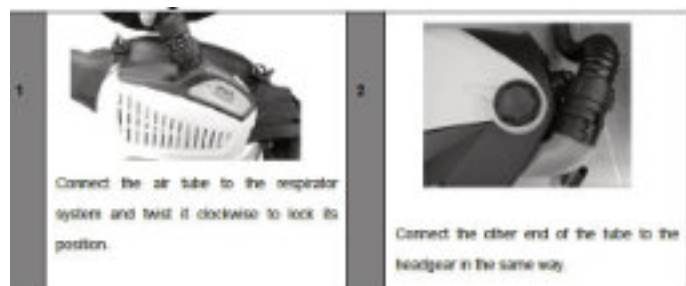 1
Connect the air tube to the respirator
system and twist it clockwise to lock its
position.
2
Connect the other end of the tube to the
headgear in the same way.